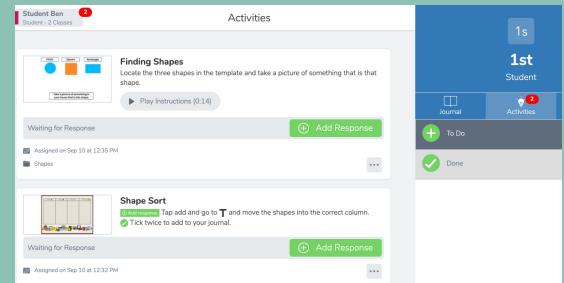 Student Ben
2
Student - 2 Classes
Activities
Finding Shapes
Locate the three shapes in the template and take a picture of something that is that
shape.
Play Instructions (0:14)
Waiting for Response
Add Response
Assigned on Sep 10 at 12:35 PM
Shapes
Shape Sort
Add response Tap add and go to T and move the shapes into the correct column.
Tick twice to add to your journal.
Waiting for Response
Add Response
Assigned on Sep 10 at 12:32 PM
1s
1st
Student
Journal
2
Activities
To Do
Done